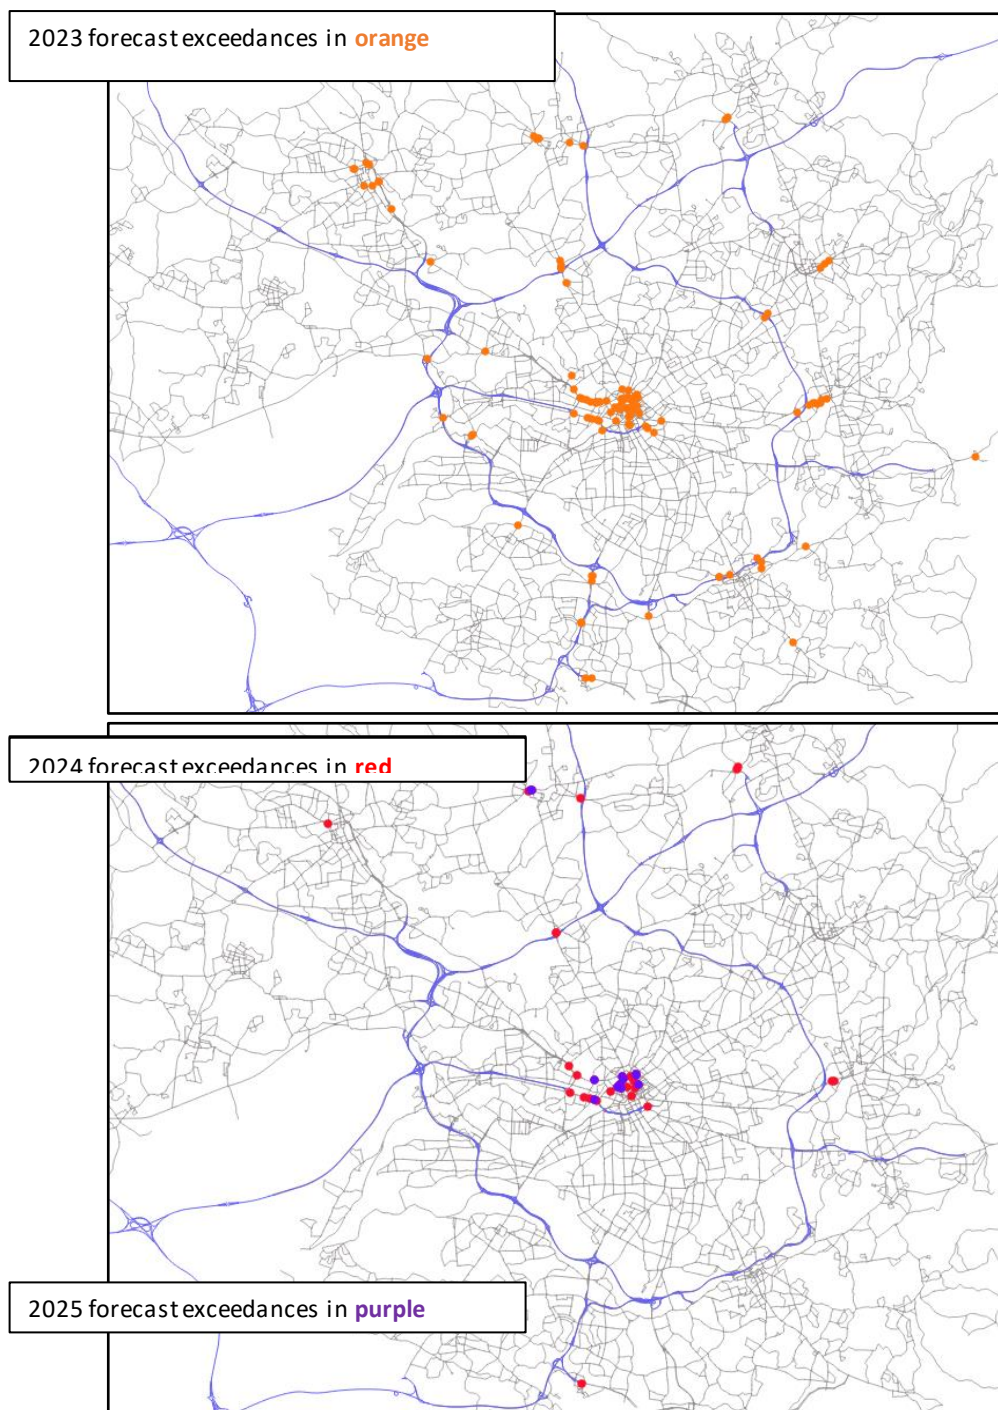 2023 forecast exceedances in orange
2024 forecast exceedances in red
2025 forecast exceedances in purple